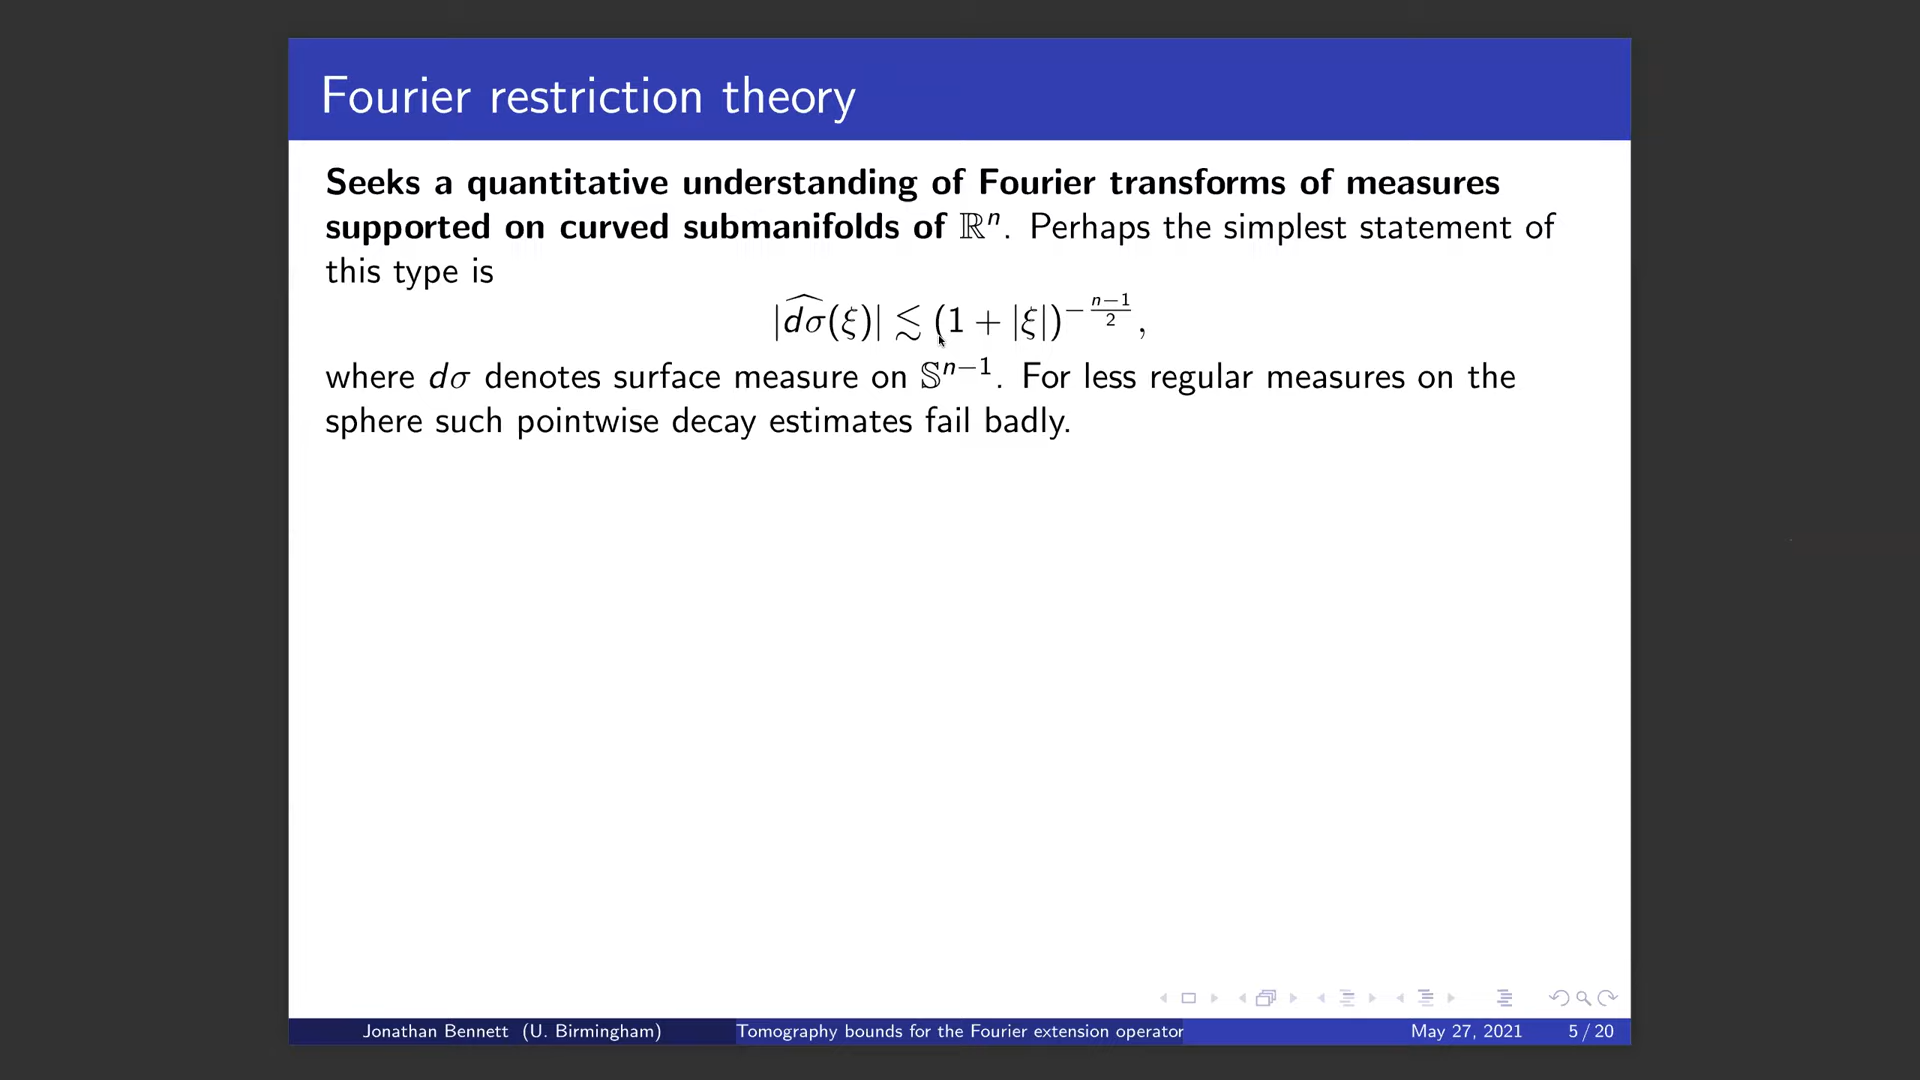 Fourier restriction theory
Seeks a quantitative understanding of Fourier transforms of measures
supported on curved submanifolds of ℝⁿ. Perhaps the simplest statement of
this type is
|\widehat{dσ}(ξ)| ≲ (1 + |ξ|)^{-\frac{n-1}{2}},
where dσ denotes surface measure on 𝕊ⁿ⁻¹. For less regular measures on the
sphere such pointwise decay estimates fail badly.
Jonathan Bennett (U. Birmingham) Tomography bounds for the Fourier extension operator May 27, 2021 5 / 20